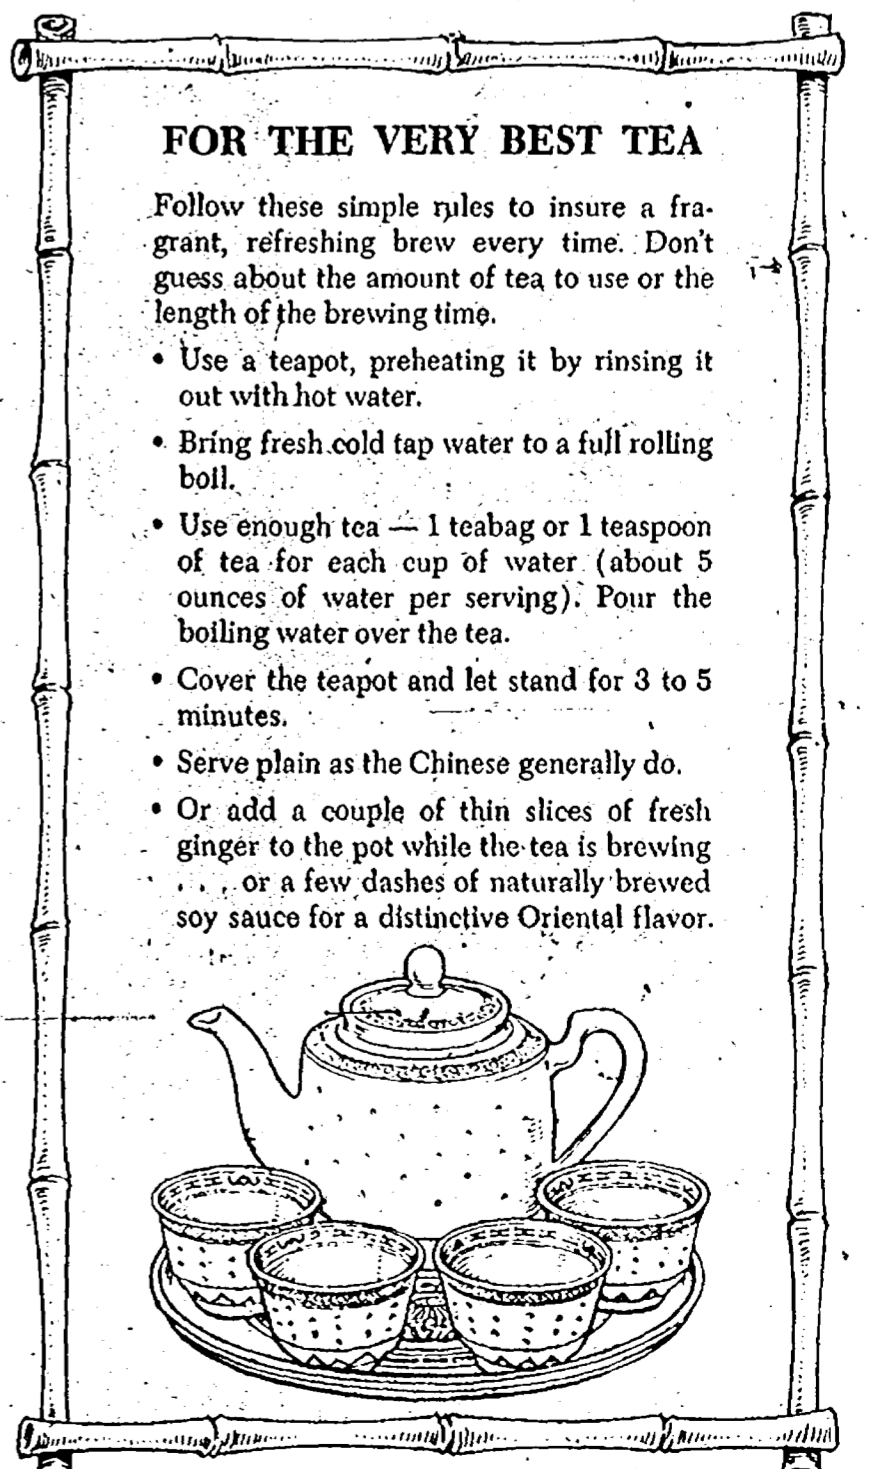 FOR THE VERY BEST TEA
Follow these simple rules to insure a fra-
grant, refreshing brew every time. Don't
guess about the amount of tea to use or the
length of the brewing time.
• Use a teapot, preheating it by rinsing it
out with hot water.
• Bring fresh cold tap water to a full rolling
boil.
• Use enough tea — 1 teabag or 1 teaspoon
of tea for each cup of water (about 5
ounces of water per serving). Pour the
boiling water over the tea.
• Cover the teapot and let stand for 3 to 5
minutes.
• Serve plain as the Chinese generally do.
• Or add a couple of thin slices of fresh
ginger to the pot while the tea is brewing
. . . or a few dashes of naturally brewed
soy sauce for a distinctive Oriental flavor.